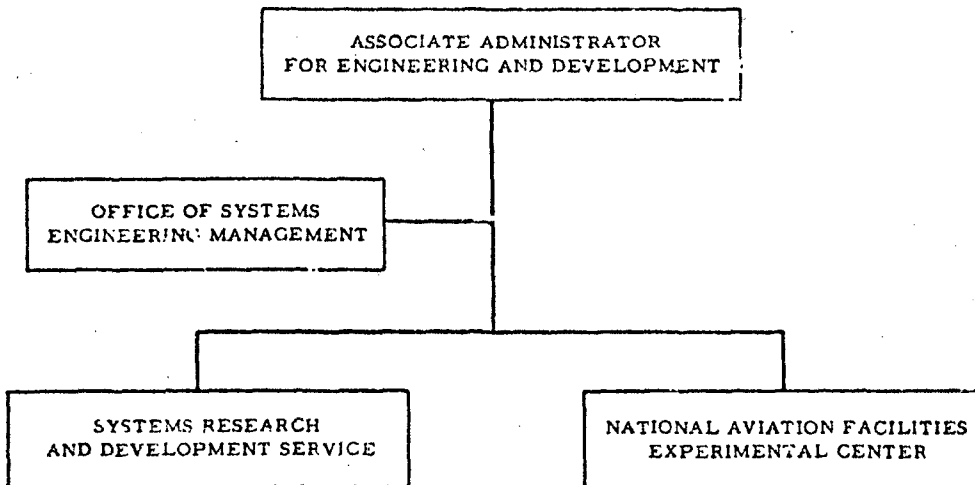 ASSOCIATE ADMINISTRATOR
FOR ENGINEERING AND DEVELOPMENT
OFFICE OF SYSTEMS
ENGINEERING MANAGEMENT
SYSTEMS RESEARCH
AND DEVELOPMENT SERVICE
NATIONAL AVIATION FACILITIES
EXPERIMENTAL CENTER